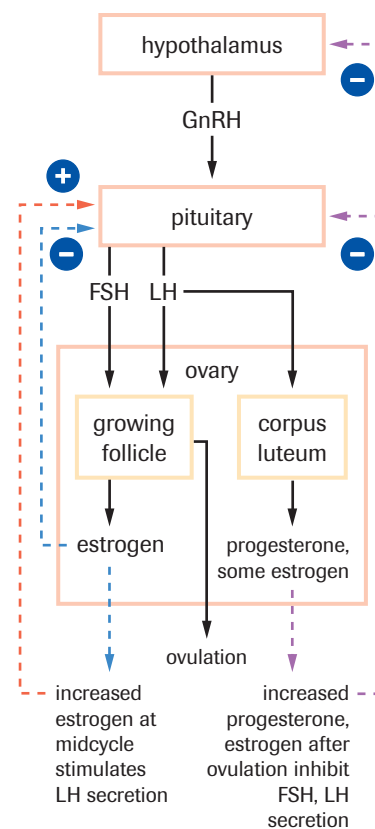 hypothalamus
−
GnRH
+
pituitary
−
−
FSH LH
ovary
growing
follicle
corpus
luteum
estrogen
progesterone,
some estrogen
ovulation
increased
estrogen at
midcycle
stimulates
LH secretion
increased
progesterone,
estrogen after
ovulation inhibit
FSH, LH
secretion